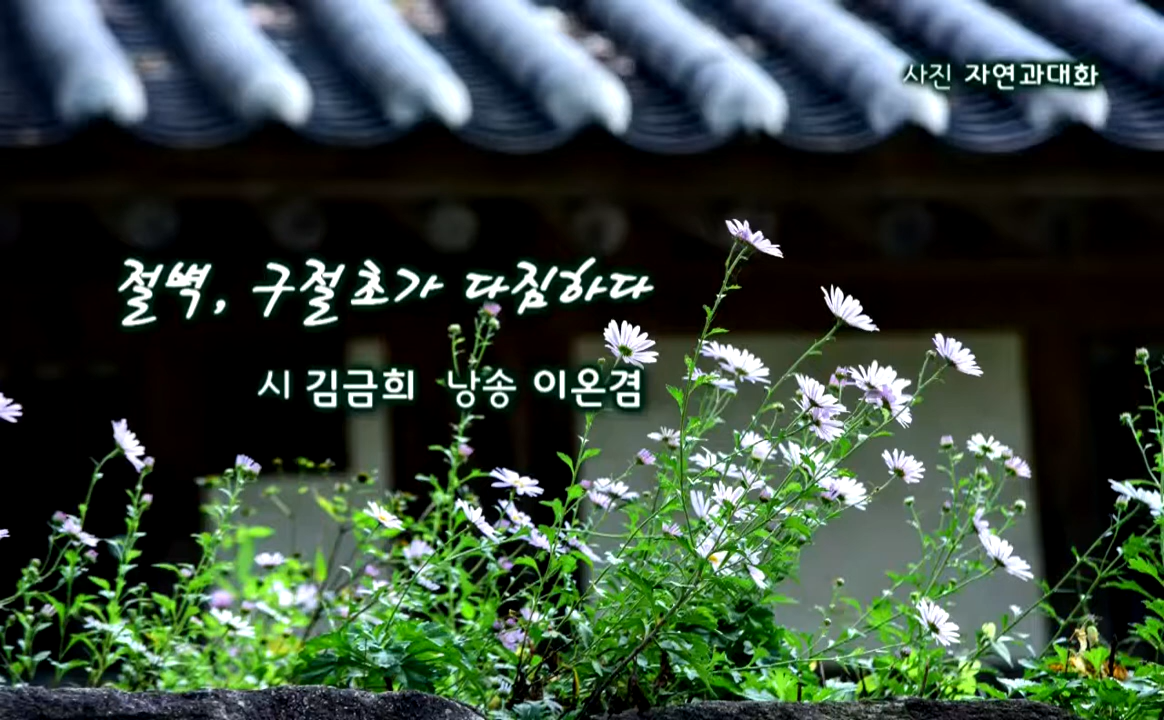 사진 자연과대화
절벽, 구절초가 다짐하다
시 김금희 낭송 이온겸